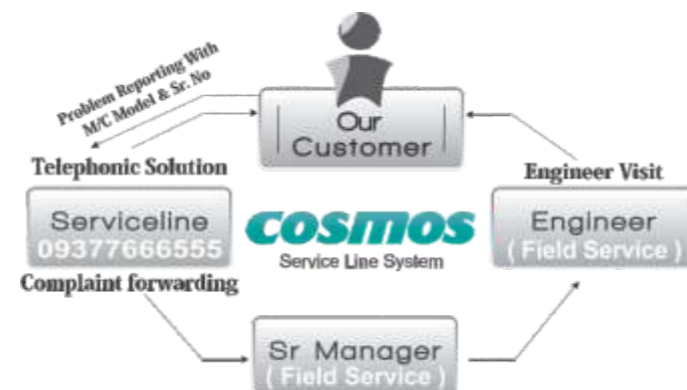 Problem Reporting With
M/C Model & Sr. No
Our
Customer
Telephonic Solution
Engineer Visit
Serviceline
09377666555
cosmos
Service Line System
Engineer
( Field Service )
Complaint forwarding
Sr Manager
( Field Service )